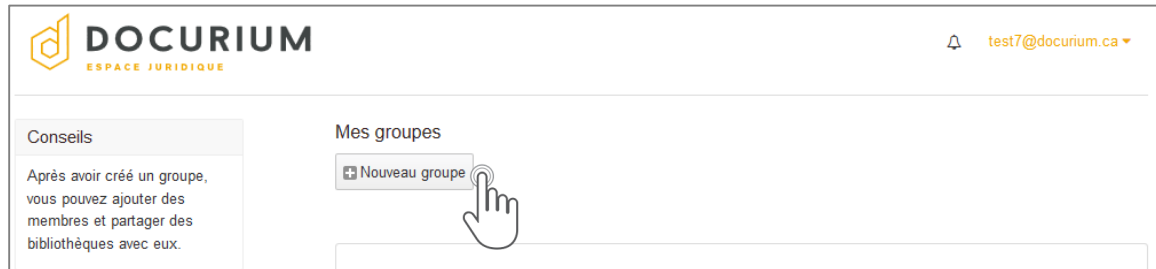 DOCURIUM
ESPACE JURIDIQUE
test7@docurium.ca
Conseils
Après avoir créé un groupe,
vous pouvez ajouter des
membres et partager des
bibliothèques avec eux.
Mes groupes
Nouveau groupe